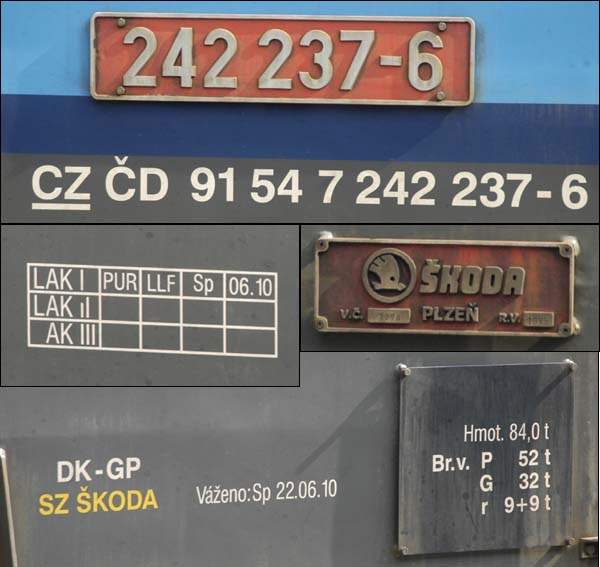 242 237-6
CZ ČD 91 54 7 242 237-6
LAK I PUR LLF Sp 06.10
LAK II
AK III
ŠKODA
V.Č. PLZEŇ R.V.
DK-GP
SZ ŠKODA
Váženo:Sp 22.06.10
Hmot. 84,0 t
Br.v. P 52 t
G 32 t
r 9+9 t